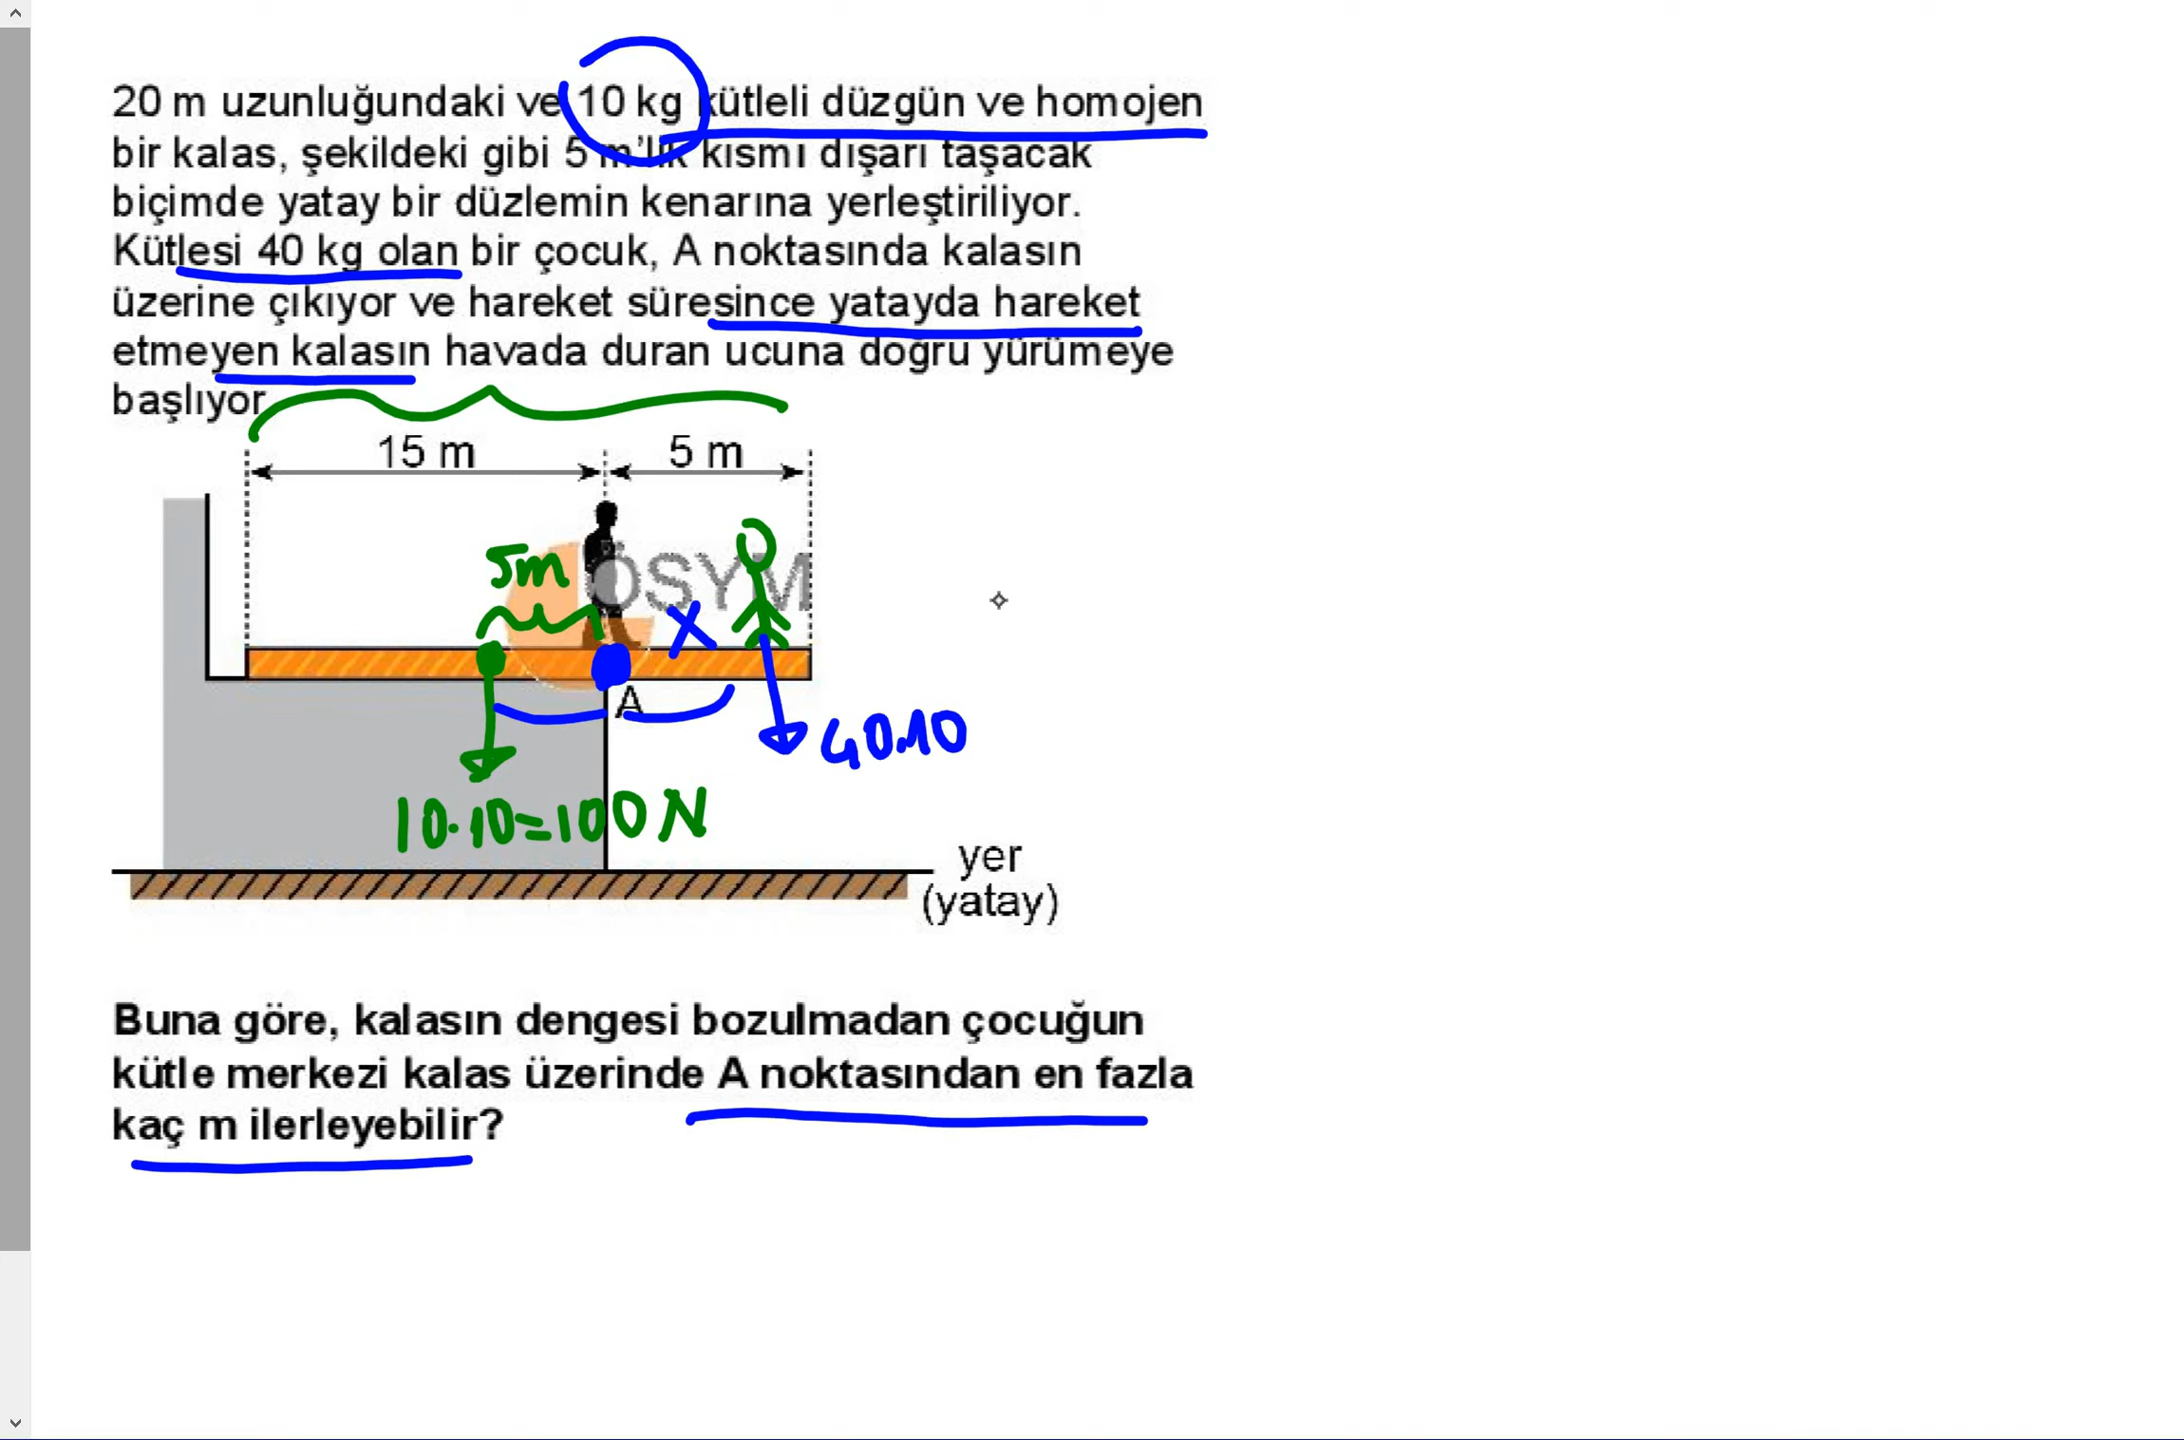 20 m uzunluğundaki ve 10 kg kütleli düzgün ve homojen
bir kalas, şekildeki gibi 5 m'lik kısmı dışarı taşacak
biçimde yatay bir düzlemin kenarına yerleştiriliyor.
Kütlesi 40 kg olan bir çocuk, A noktasında kalasın
üzerine çıkıyor ve hareket süresince yatayda hareket
etmeyen kalasın havada duran ucuna doğru yürümeye
başlıyor
15 m 5 m
5m ÖSYM
X
A
40.10
10.10=100 N
yer
(yatay)
Buna göre, kalasın dengesi bozulmadan çocuğun
kütle merkezi kalas üzerinde A noktasından en fazla
kaç m ilerleyebilir?